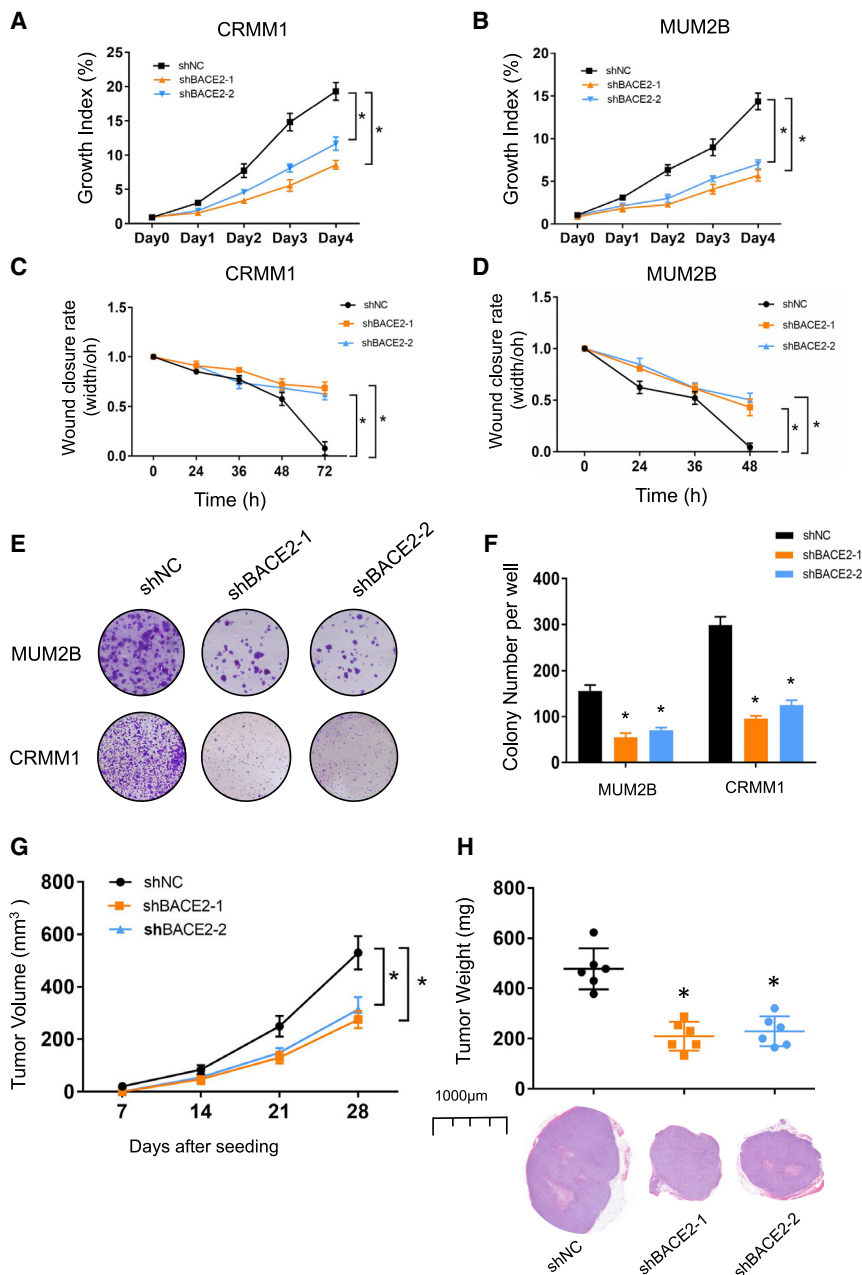 A
CRMM1
Growth Index (%)
25
20
15
10
5
0
shNC
shBACE2-1
shBACE2-2
*
*
Day0 Day1 Day2 Day3 Day4
B
MUM2B
Growth Index (%)
20
15
10
5
0
shNC
shBACE2-1
shBACE2-2
*
*
Day0 Day1 Day2 Day3 Day4
C
CRMM1
Wound closure rate
(width/oh)
1.5
1.0
0.5
0.0
shNC
shBACE2-1
shBACE2-2
*
*
0 24 36 48 72
Time (h)
D
MUM2B
Wound closure rate
(width/oh)
1.5
1.0
0.5
0.0
shNC
shBACE2-1
shBACE2-2
*
*
0 24 36 48
Time (h)
E
shNC
shBACE2-1
shBACE2-2
MUM2B
CRMM1
F
shNC
shBACE2-1
shBACE2-2
Colony Number per well
400
300
200
100
0
* *
* *
MUM2B CRMM1
G
Tumor Volume (mm³)
800
600
400
200
0
shNC
shBACE2-1
shBACE2-2
*
*
7 14 21 28
Days after seeding
H
Tumor Weight (mg)
800
600
400
200
0
* *
1000μm
shNC
shBACE2-1
shBACE2-2